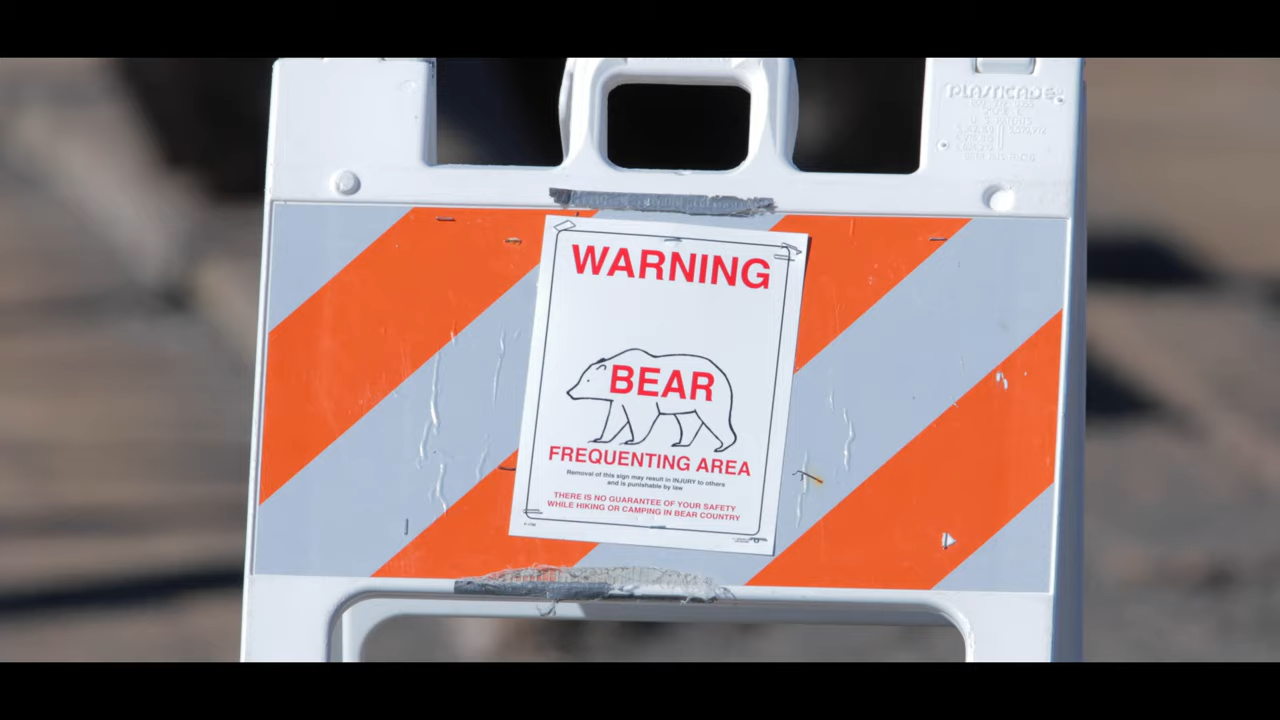 PLASTICADE
U.S. PATENTS
WARNING
BEAR
FREQUENTING AREA
Removal of this sign may result in INJURY to others
and is punishable by law
THERE IS NO GUARANTEE OF YOUR SAFETY
WHILE HIKING OR CAMPING IN BEAR COUNTRY